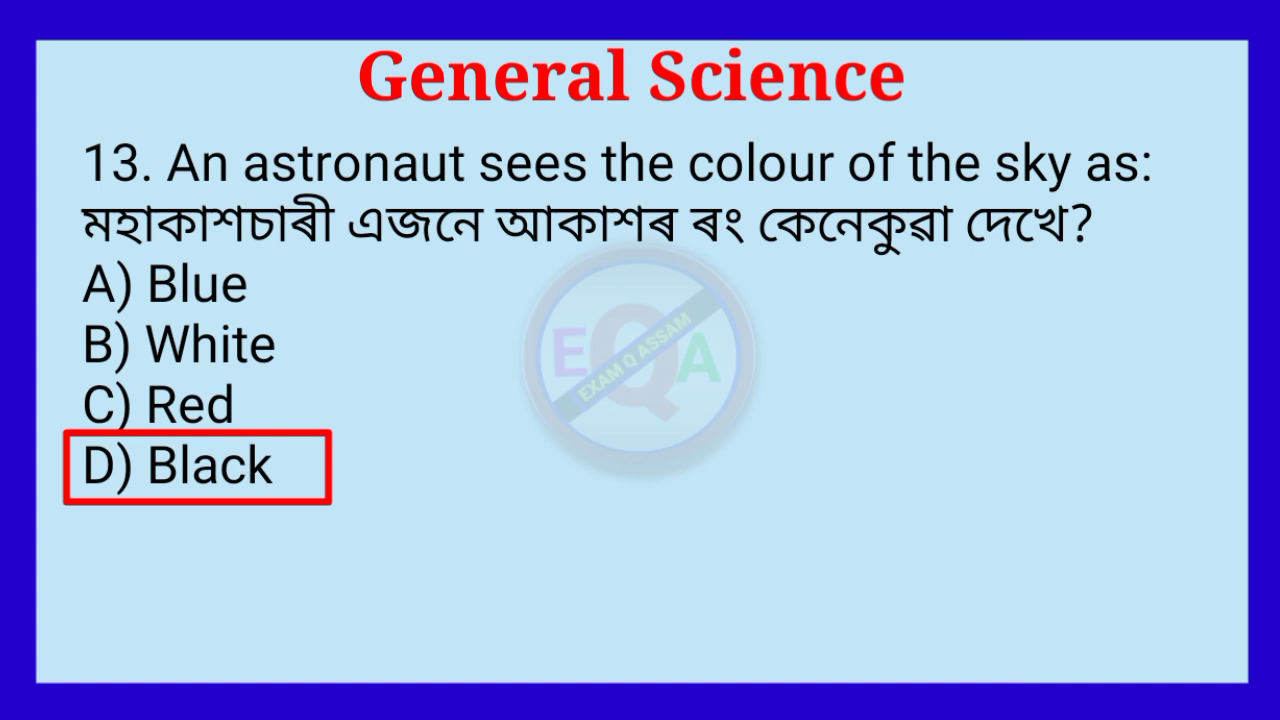 General Science
13. An astronaut sees the colour of the sky as:
মহাকাশচাৰী এজনে আকাশৰ ৰং কেনেকুৱা দেখে?
A) Blue
B) White
C) Red
D) Black
EQA
EXAM Q ASSAM